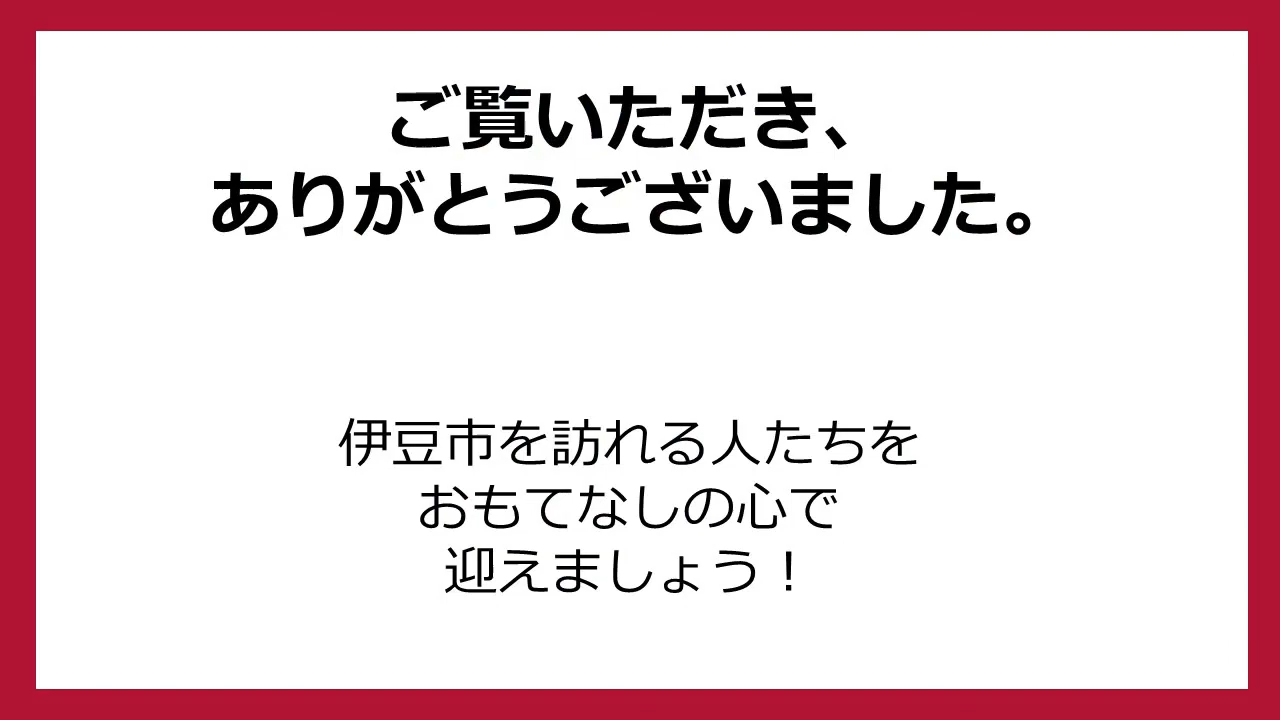 ご覧いただき、
ありがとうございました。
伊豆市を訪れる人たちを
おもてなしの心で
迎えましょう！